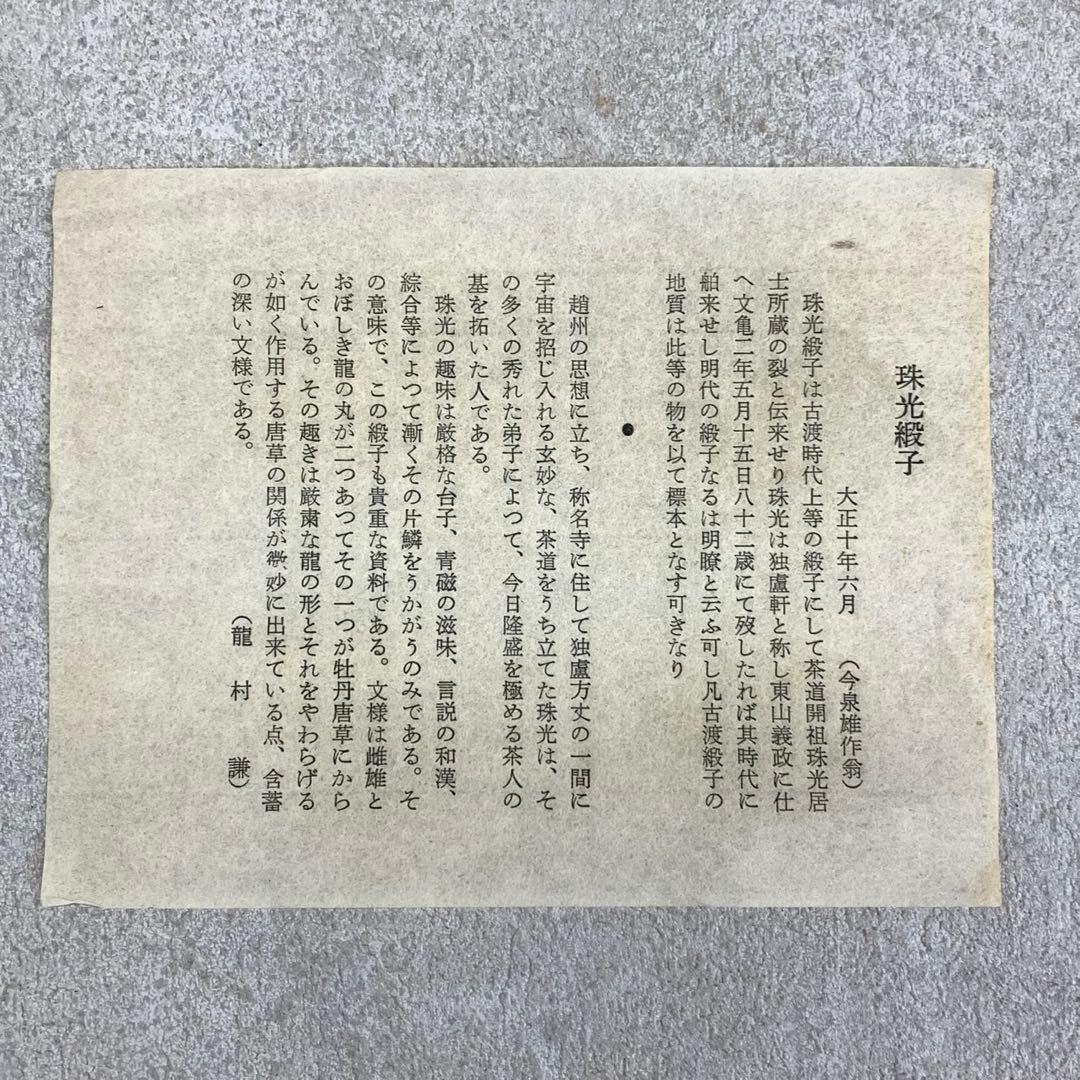 珠光緞子
大正十年六月　（今泉雄作翁）
珠光緞子は古渡時代上等の緞子にして茶道開祖珠光居
士所蔵の裂と伝来せり珠光は独盧軒と称し東山義政に仕
へ文亀二年五月十五日八十二歳にて歿したれば其時代に
舶来せし明代の緞子なるは明瞭と云ふ可し凡古渡緞子の
地質は此等の物を以て標本となす可きなり
●
趙州の思想に立ち、称名寺に住して独盧方丈の一間に
宇宙を招じ入れる玄妙な、茶道をうち立てた珠光は、そ
の多くの秀れた弟子によつて、今日隆盛を極める茶人の
基を拓いた人である。
珠光の趣味は厳格な台子、青磁の滋味、言説の和漢、
綜合等によつて漸くその片鱗をうかがうのみである。そ
の意味で、この緞子も貴重な資料である。文様は雌雄と
おぼしき龍の丸が二つあつてその一つが牡丹唐草にから
んでいる。その趣きは厳粛な龍の形とそれをやわらげる
が如く作用する唐草の関係が微妙に出来ている点、含蓄
の深い文様である。
（龍村　謙）